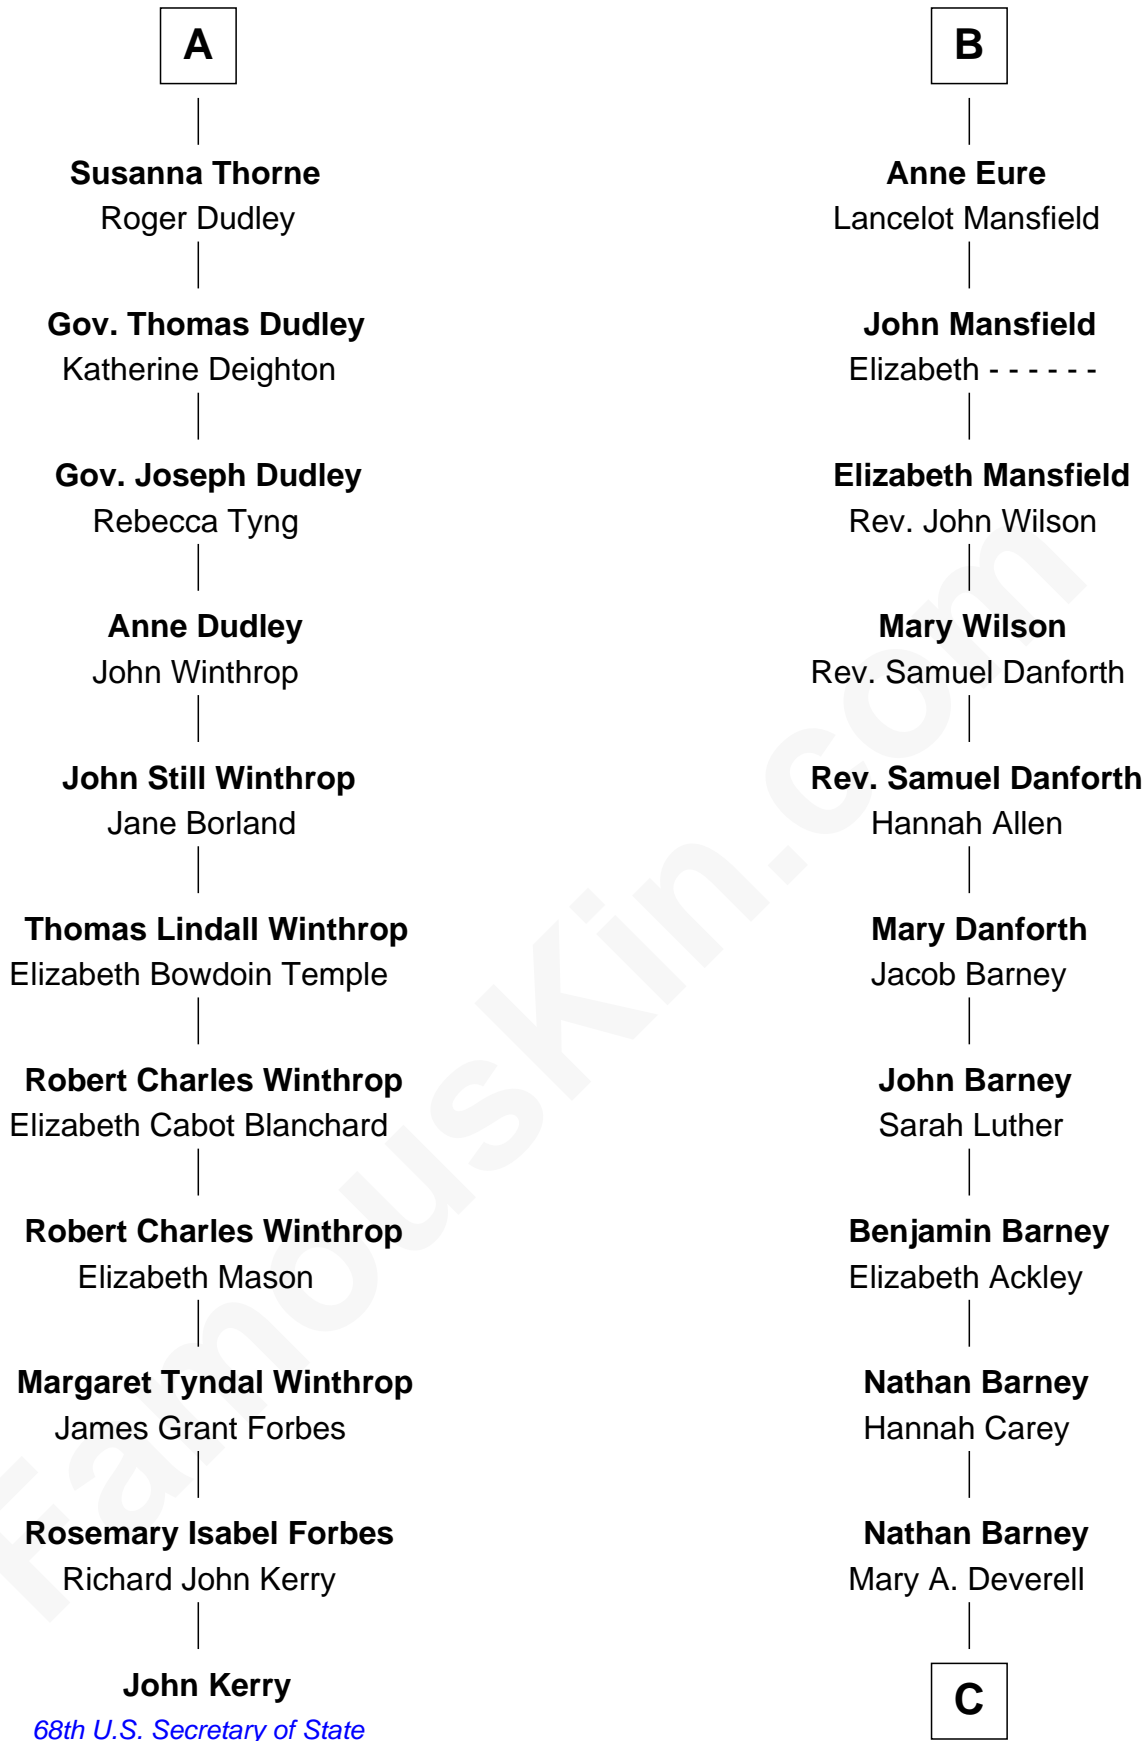 A
Susanna Thorne
Roger Dudley
Gov. Thomas Dudley
Katherine Deighton
Gov. Joseph Dudley
Rebecca Tyng
Anne Dudley
John Winthrop
John Still Winthrop
Jane Borland
Thomas Lindall Winthrop
Elizabeth Bowdoin Temple
Robert Charles Winthrop
Elizabeth Cabot Blanchard
Robert Charles Winthrop
Elizabeth Mason
Margaret Tyndal Winthrop
James Grant Forbes
Rosemary Isabel Forbes
Richard John Kerry
John Kerry
68th U.S. Secretary of State
B
Anne Eure
Lancelot Mansfield
John Mansfield
Elizabeth - - - - - -
Elizabeth Mansfield
Rev. John Wilson
Mary Wilson
Rev. Samuel Danforth
Rev. Samuel Danforth
Hannah Allen
Mary Danforth
Jacob Barney
John Barney
Sarah Luther
Benjamin Barney
Elizabeth Ackley
Nathan Barney
Hannah Carey
Nathan Barney
Mary A. Deverell
C
FamousKin.com